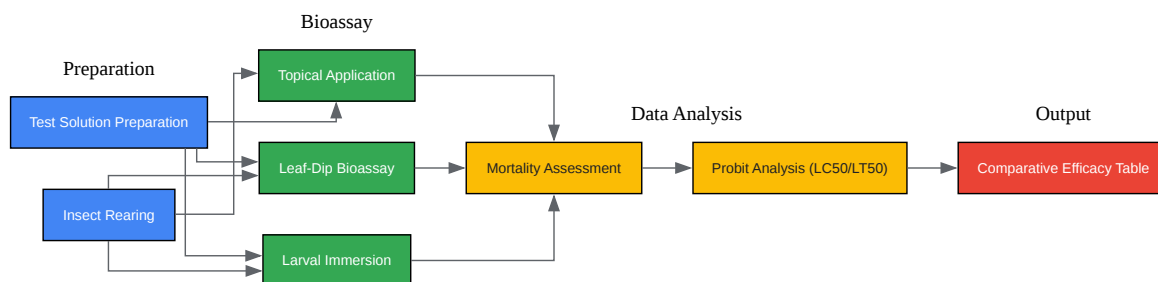 Bioassay
Preparation
Topical Application
Test Solution Preparation
Data Analysis
Output
Leaf-Dip Bioassay
Mortality Assessment
Probit Analysis (LC50/LT50)
Comparative Efficacy Table
Insect Rearing
Larval Immersion